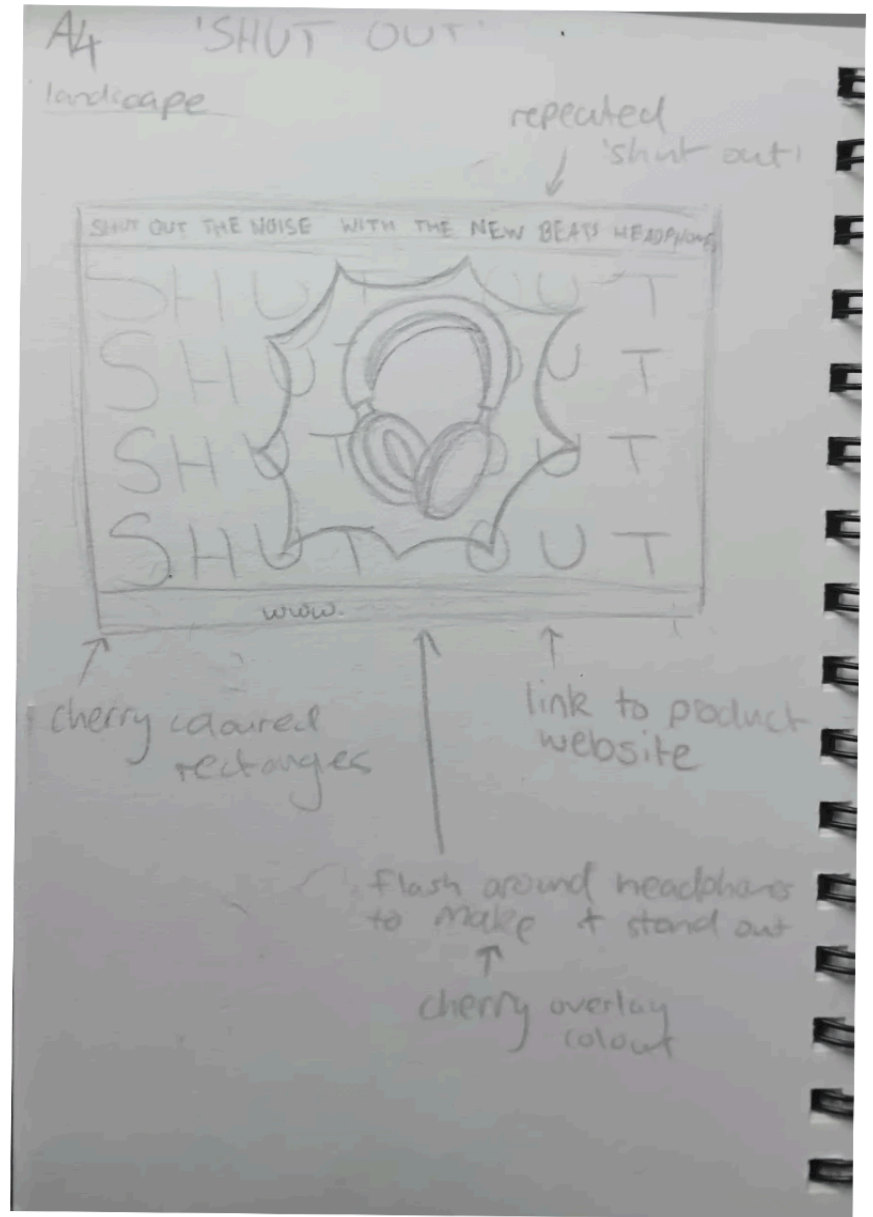 A4 'SHUT OUT'
landscape
repeated
'shut out'
SHUT OUT THE NOISE WITH THE NEW BEATS HEADPHONES
SHUT OUT
SHUT OUT
SHUT OUT
SHUT OUT
www.
cherry coloured
rectanges
link to product
website
flash around headphones
to make it stand out
cherry overlay
colour